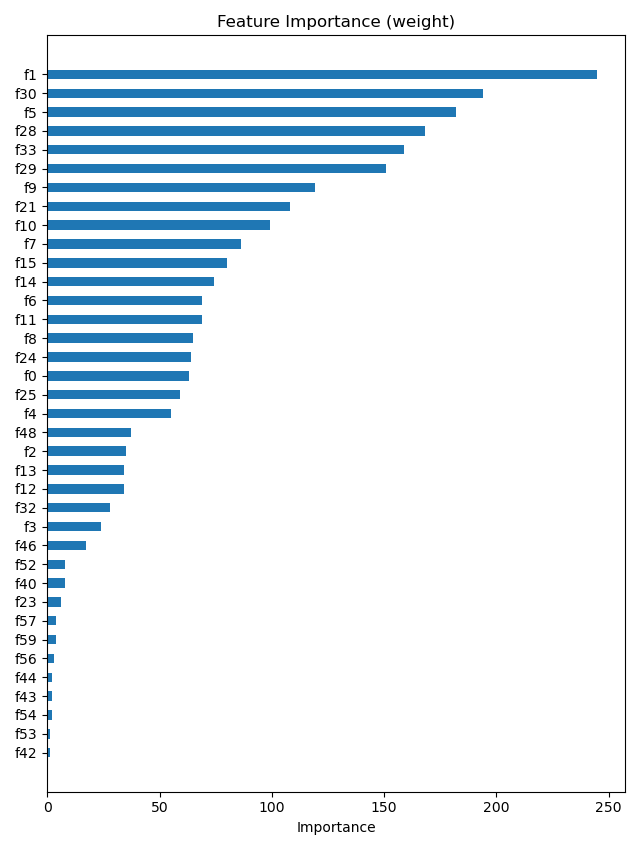 Feature Importance (weight)
f1
f30
f5
f28
f33
f29
f9
f21
f10
f7
f15
f14
f6
f11
f8
f24
f0
f25
f4
f48
f2
f13
f12
f32
f3
f46
f52
f40
f23
f57
f59
f56
f44
f43
f54
f53
f42
0 50 100 150 200 250
Importance